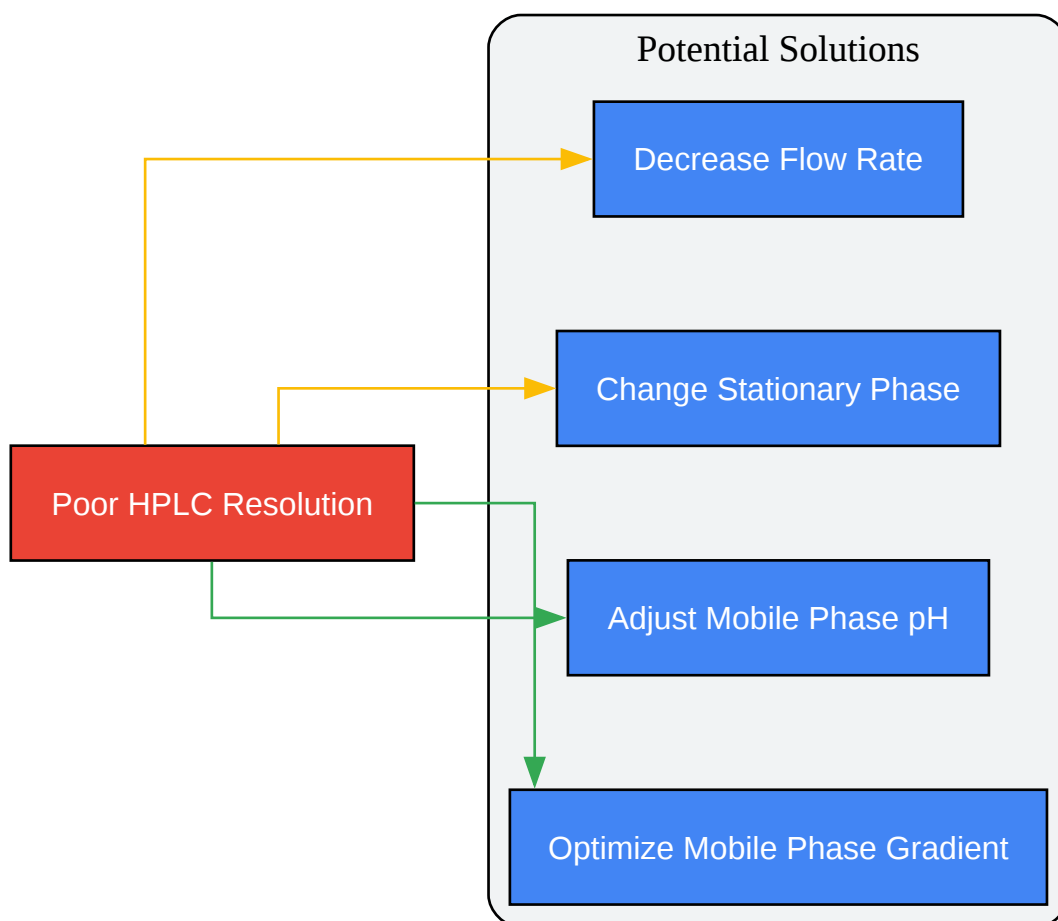 Potential Solutions
Decrease Flow Rate
Change Stationary Phase
Poor HPLC Resolution
Adjust Mobile Phase pH
Optimize Mobile Phase Gradient